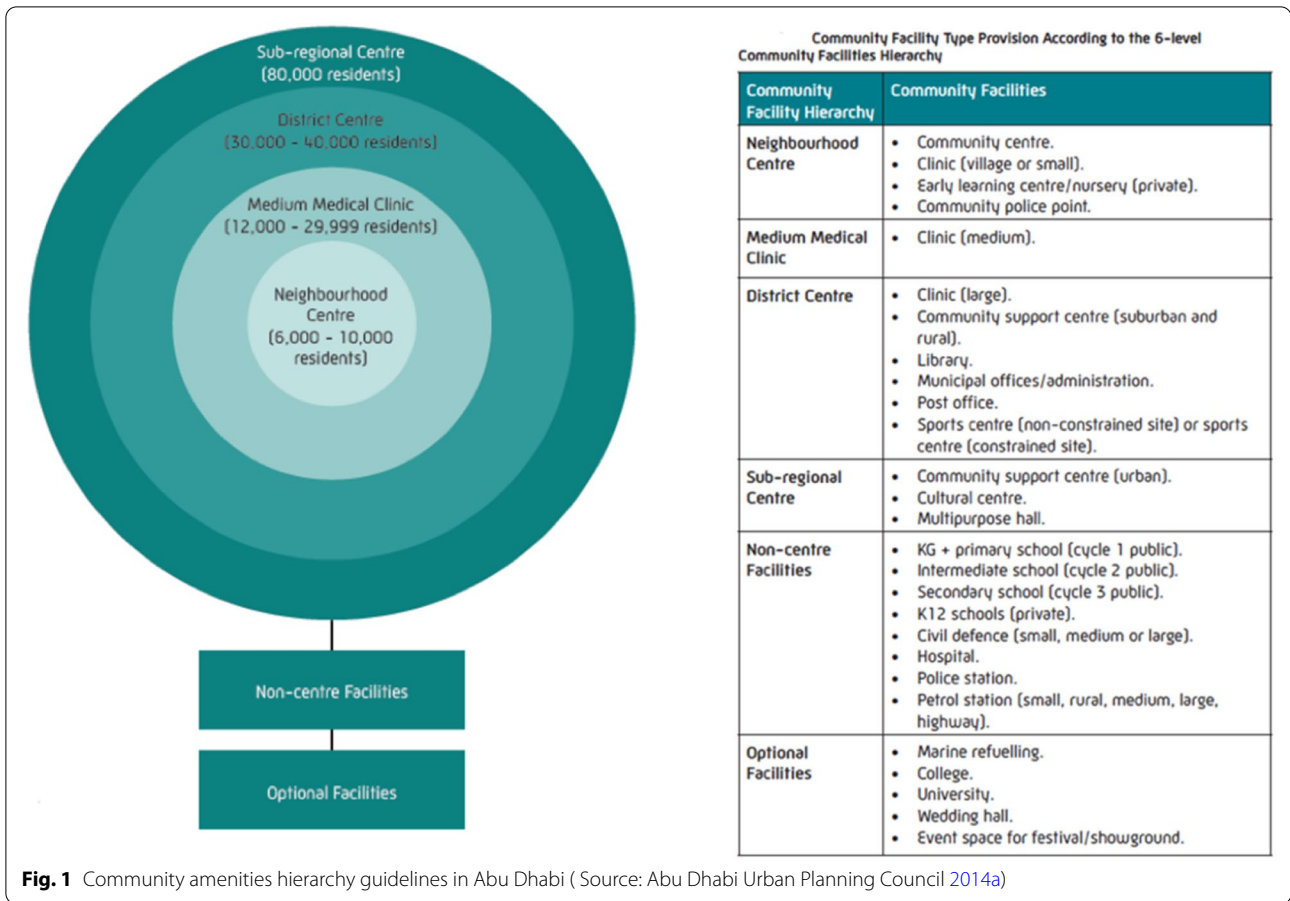 Sub-regional Centre
(80,000 residents)
District Centre
(30,000 - 40,000 residents)
Medium Medical Clinic
(12,000 - 29,999 residents)
Neighbourhood
Centre
(6,000 - 10,000
residents)
Non-centre Facilities
Optional Facilities
Community Facility Type Provision According to the 6-level
Community Facilities Hierarchy
Community
Facility Hierarchy
Community Facilities
Neighbourhood
Centre
• Community centre.
• Clinic (village or small).
• Early learning centre/nursery (private).
• Community police point.
Medium Medical
Clinic
• Clinic (medium).
District Centre
• Clinic (large).
• Community support centre (suburban and
rural).
• Library.
• Municipal offices/administration.
• Post office.
• Sports centre (non-constrained site) or sports
centre (constrained site).
Sub-regional
Centre
• Community support centre (urban).
• Cultural centre.
• Multipurpose hall.
Non-centre
Facilities
• KG + primary school (cycle 1 public).
• Intermediate school (cycle 2 public).
• Secondary school (cycle 3 public).
• K12 schools (private).
• Civil defence (small, medium or large).
• Hospital.
• Police station.
• Petrol station (small, rural, medium, large,
highway).
Optional
Facilities
• Marine refuelling.
• College.
• University.
• Wedding hall.
• Event space for festival/showground.
Fig. 1 Community amenities hierarchy guidelines in Abu Dhabi ( Source: Abu Dhabi Urban Planning Council 2014a)